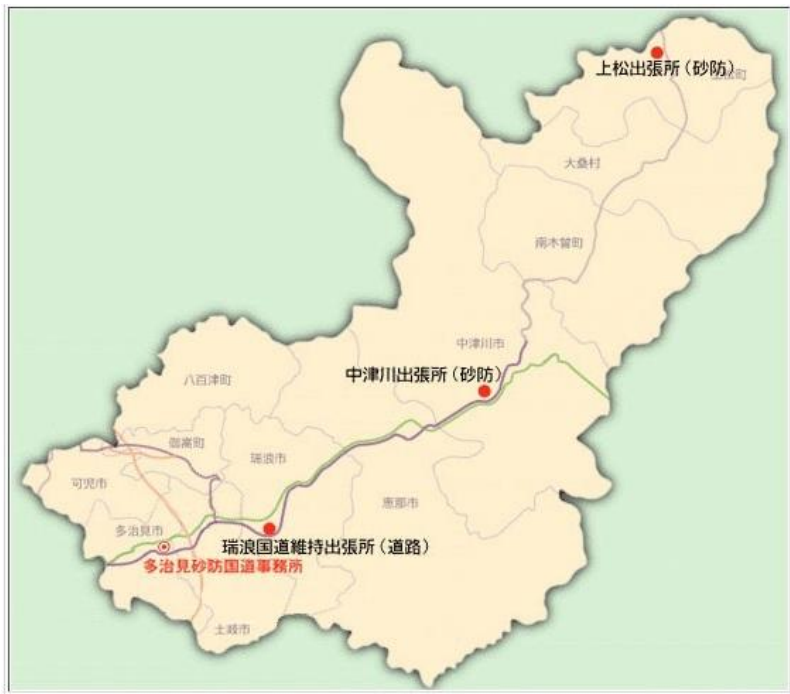 上松出張所（砂防）
上松町
大桑村
南木曽町
中津川市
中津川出張所（砂防）
八百津町
御嵩町
瑞浪市
可児市
恵那市
多治見市
瑞浪国道維持出張所（道路）
多治見砂防国道事務所
土岐市